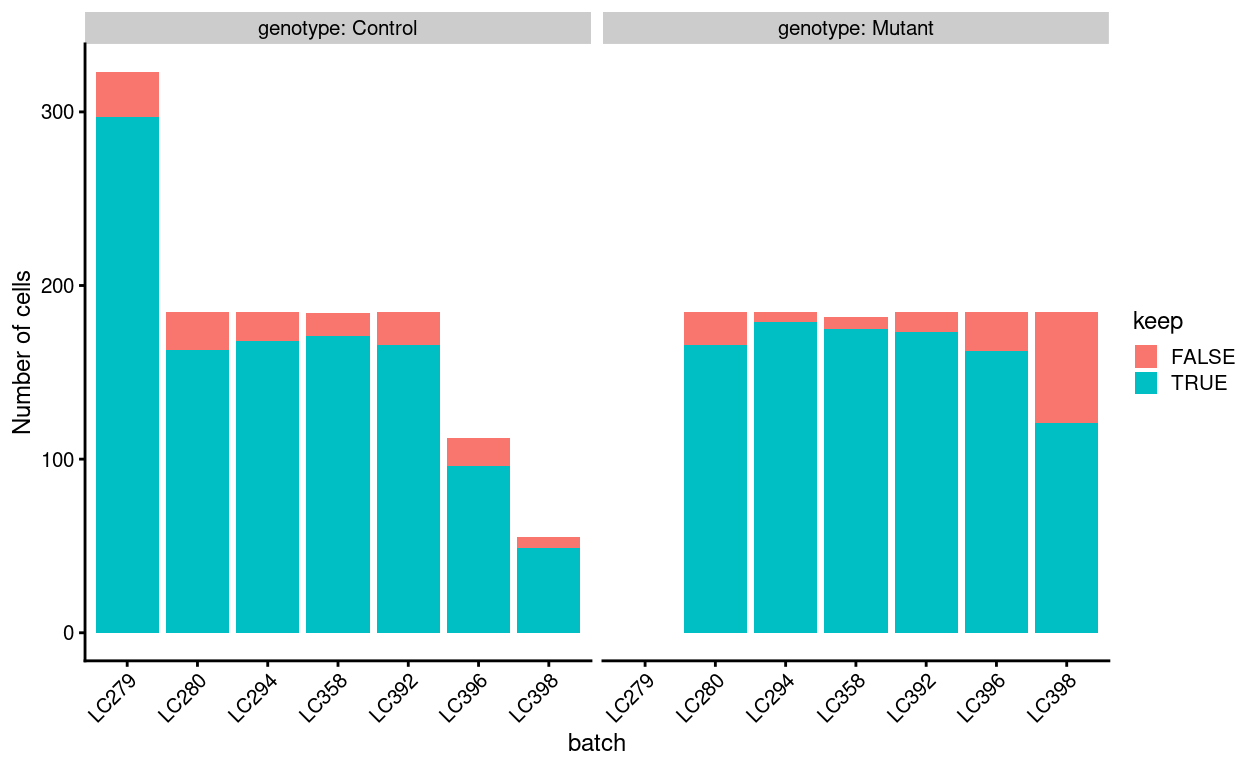 genotype: Control
genotype: Mutant
Number of cells
300
200
100
0
LC279
LC280
LC294
LC358
LC392
LC396
LC398
LC279
LC280
LC294
LC358
LC392
LC396
LC398
batch
keep
FALSE
TRUE